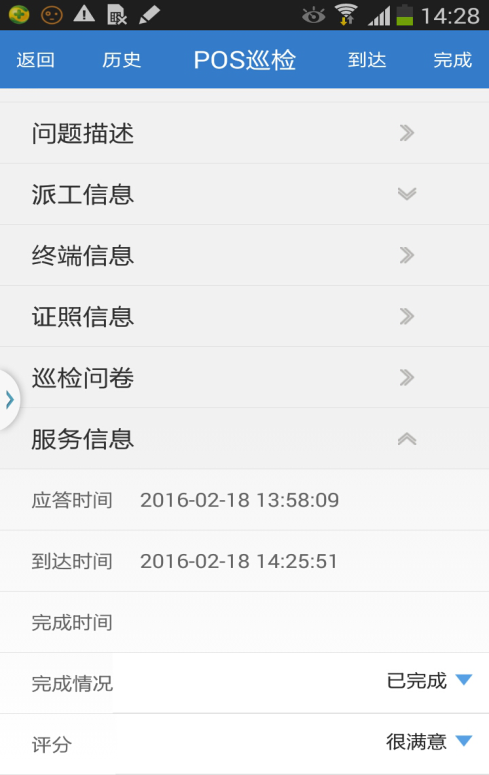 14:28
返回 历史 POS巡检 到达 完成
问题描述
派工信息
终端信息
证照信息
巡检问卷
服务信息
应答时间 2016-02-18 13:58:09
到达时间 2016-02-18 14:25:51
完成时间
完成情况 已完成
评分 很满意